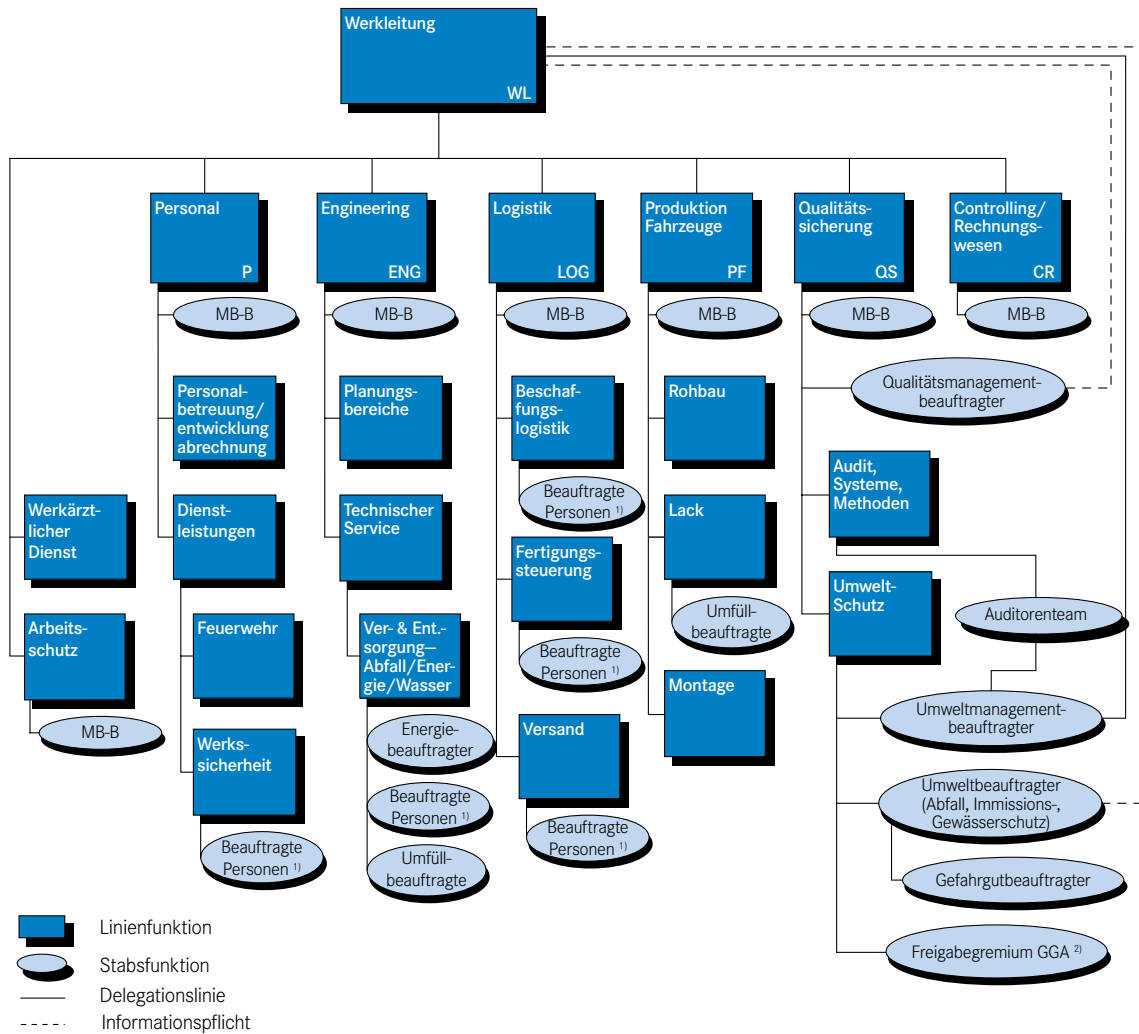 Werkleitung
WL
Personal
P
Engineering
ENG
Logistik
LOG
Produktion
Fahrzeuge
PF
Qualitäts-
sicherung
QS
Controlling/
Rechnungs-
wesen
CR
MB-B
MB-B
MB-B
MB-B
MB-B
MB-B
Qualitätsmanagement-
beauftragter
Personal-
betreuung/
entwicklung
abrechnung
Planungs-
bereiche
Beschaf-
fungs-
logistik
Rohbau
Beauftragte
Personen 1)
Audit,
Systeme,
Methoden
Werkärzt-
licher
Dienst
Dienst-
leistungen
Technischer
Service
Lack
Fertigungs-
steuerung
Umwelt-
Schutz
Umfüll-
beauftragte
Auditorenteam
Arbeits-
schutz
Feuerwehr
Ver- & Ent.-
sorgung–
Abfall/Ener-
gie/Wasser
Beauftragte
Personen 1)
Montage
MB-B
Energie-
beauftragter
Versand
Umweltmanagement-
beauftragter
Werks-
sicherheit
Beauftragte
Personen 1)
Umweltbeauftragter
(Abfall, Immissions-,
Gewässerschutz)
Beauftragte
Personen 1)
Beauftragte
Personen 1)
Umfüll-
beauftragte
Gefahrgutbeauftragter
Freigabegremium GGA 2)
Linienfunktion
Stabsfunktion
Delegationslinie
Informationspflicht